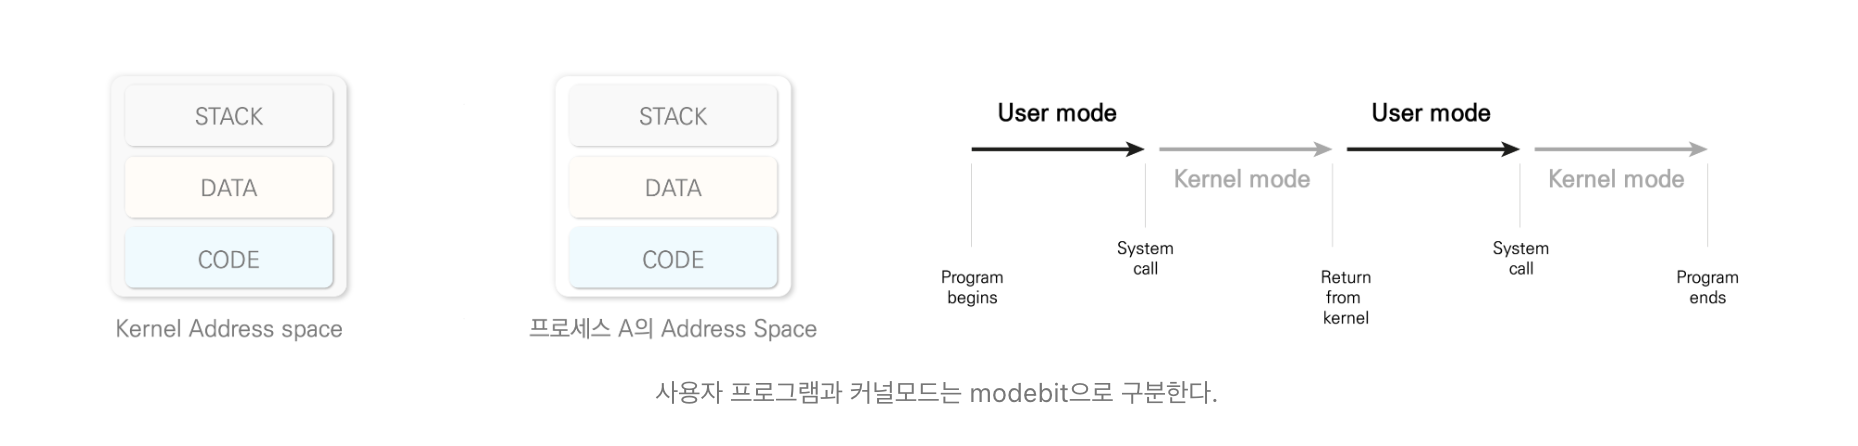 STACK
DATA
CODE
Kernel Address space
STACK
DATA
CODE
프로세스 A의 Address Space
User mode
User mode
Kernel mode
Kernel mode
Program
begins
System
call
Return
from
kernel
System
call
Program
ends
사용자 프로그램과 커널모드는 modebit으로 구분한다.